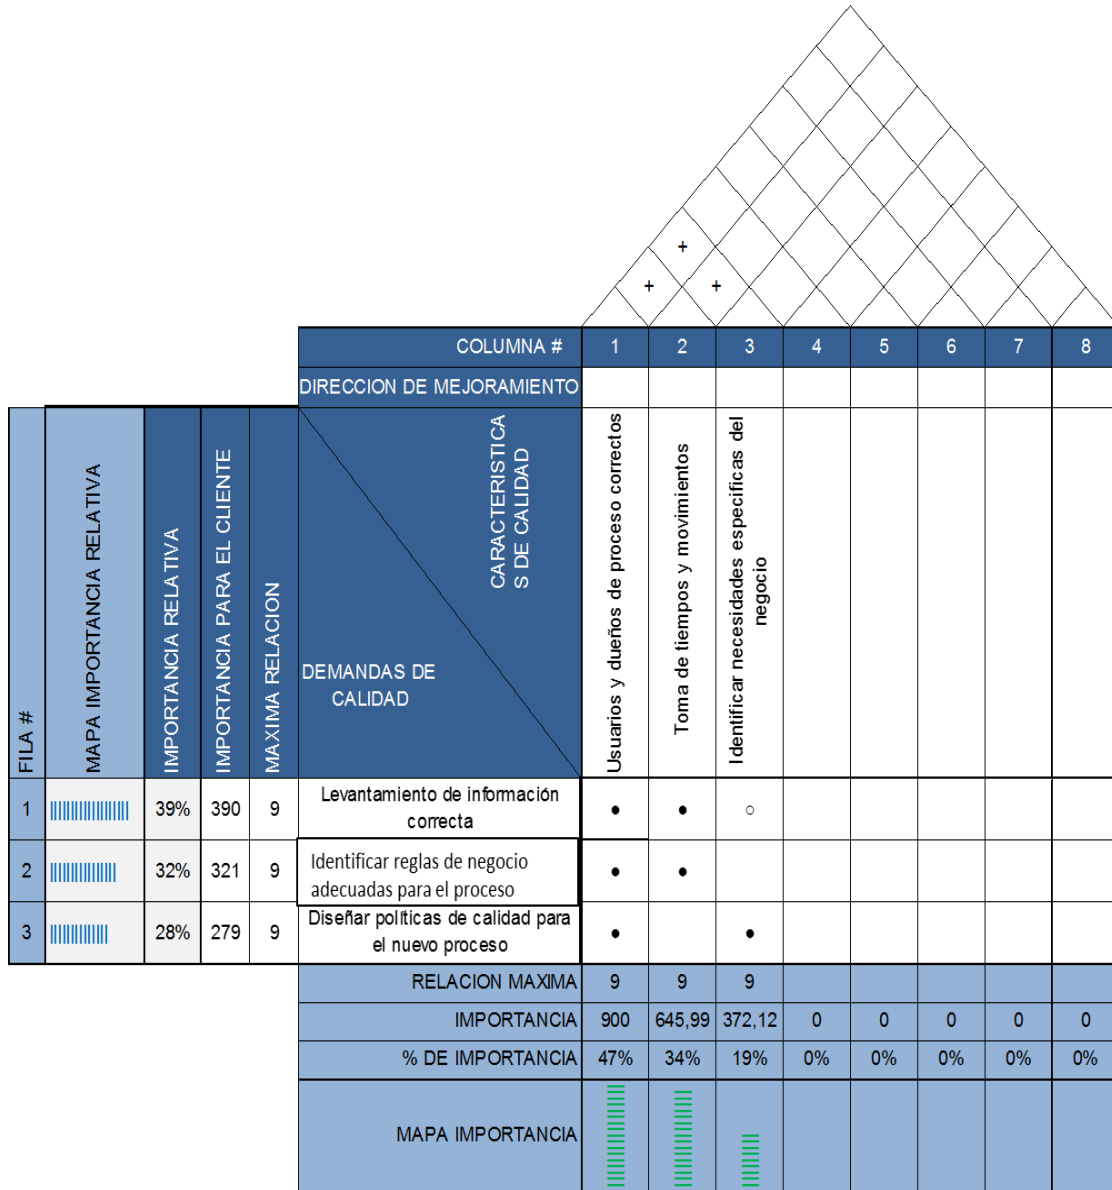 +
+ +
COLUMNA # 1 2 3 4 5 6 7 8
DIRECCION DE MEJORAMIENTO
FILA #
MAPA IMPORTANCIA RELATIVA
IMPORTANCIA RELATIVA
IMPORTANCIA PARA EL CLIENTE
MAXIMA RELACION
CARACTERISTICA
S DE CALIDAD
DEMANDAS DE
CALIDAD
Usuarios y dueños de proceso correctos
Toma de tiempos y movimientos
Identificar necesidades especificas del
negocio
1 |||||||||||||||||||| 39% 390 9 Levantamiento de información
correcta ● ● ○
2 ||||||||||||||||| 32% 321 9 Identificar reglas de negocio
adecuadas para el proceso ● ●
3 ||||||||||||||| 28% 279 9 Diseñar políticas de calidad para
el nuevo proceso ● ●
RELACION MAXIMA 9 9 9
IMPORTANCIA 900 645,99 372,12 0 0 0 0 0
% DE IMPORTANCIA 47% 34% 19% 0% 0% 0% 0% 0%
MAPA IMPORTANCIA